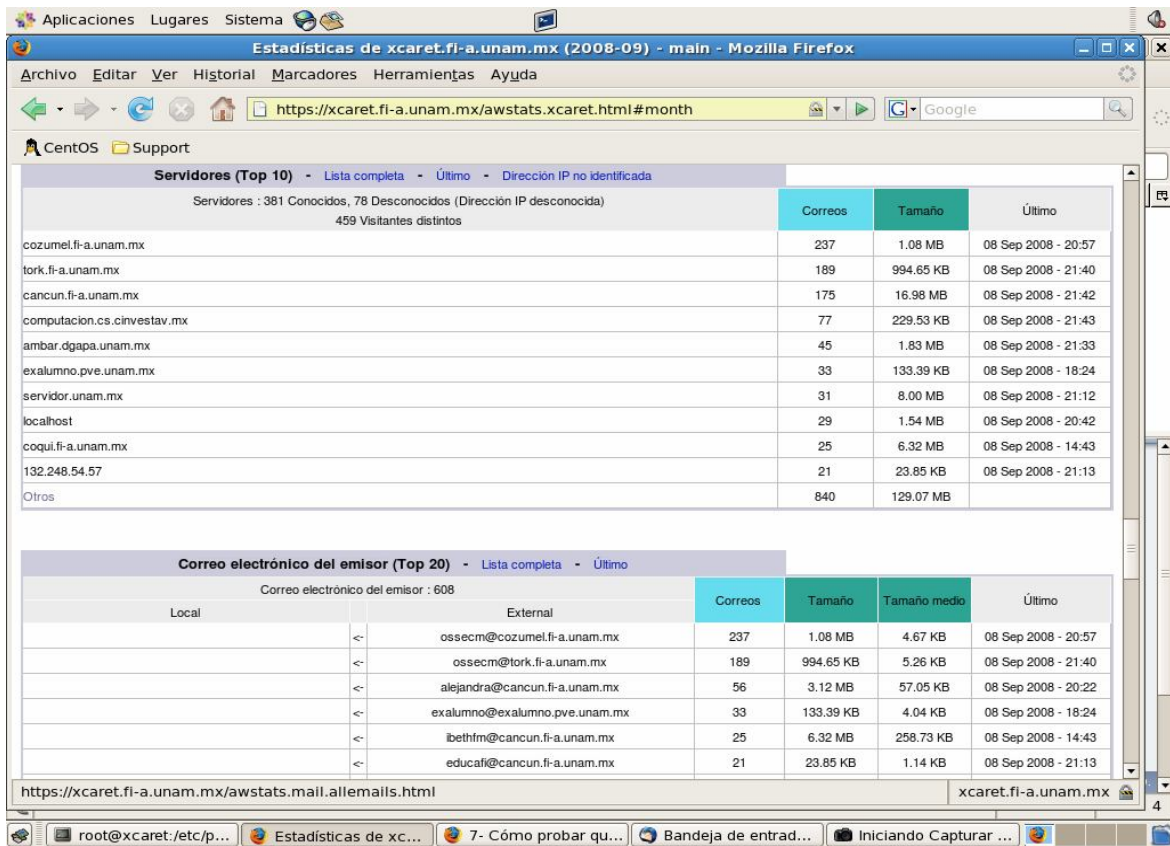 Aplicaciones Lugares Sistema
Estadísticas de xcaret.fi-a.unam.mx (2008-09) - main - Mozilla Firefox
Archivo Editar Ver Historial Marcadores Herramientas Ayuda
https://xcaret.fi-a.unam.mx/awstats.xcaret.html#month G Google
CentOS Support
Servidores (Top 10) - Lista completa - Último - Dirección IP no identificada
Servidores : 381 Conocidos, 78 Desconocidos (Dirección IP desconocida)
459 Visitantes distintos
Correos Tamaño Último
cozumel.fi-a.unam.mx 237 1.08 MB 08 Sep 2008 - 20:57
tork.fi-a.unam.mx 189 994.65 KB 08 Sep 2008 - 21:40
cancun.fi-a.unam.mx 175 16.98 MB 08 Sep 2008 - 21:42
computacion.cs.cinvestav.mx 77 229.53 KB 08 Sep 2008 - 21:43
ambar.dgapa.unam.mx 45 1.83 MB 08 Sep 2008 - 21:33
exalumno.pve.unam.mx 33 133.39 KB 08 Sep 2008 - 18:24
servidor.unam.mx 31 8.00 MB 08 Sep 2008 - 21:12
localhost 29 1.54 MB 08 Sep 2008 - 20:42
coqui.fi-a.unam.mx 25 6.32 MB 08 Sep 2008 - 14:43
132.248.54.57 21 23.85 KB 08 Sep 2008 - 21:13
Otros 840 129.07 MB
Correo electrónico del emisor (Top 20) - Lista completa - Último
Correo electrónico del emisor : 608
Correos Tamaño Tamaño medio Último
Local External
<- ossecm@cozumel.fi-a.unam.mx 237 1.08 MB 4.67 KB 08 Sep 2008 - 20:57
<- ossecm@tork.fi-a.unam.mx 189 994.65 KB 5.26 KB 08 Sep 2008 - 21:40
<- alejandra@cancun.fi-a.unam.mx 56 3.12 MB 57.05 KB 08 Sep 2008 - 20:22
<- exalumno@exalumno.pve.unam.mx 33 133.39 KB 4.04 KB 08 Sep 2008 - 18:24
<- ibethfm@cancun.fi-a.unam.mx 25 6.32 MB 258.73 KB 08 Sep 2008 - 14:43
<- educafi@cancun.fi-a.unam.mx 21 23.85 KB 1.14 KB 08 Sep 2008 - 21:13
https://xcaret.fi-a.unam.mx/awstats.mail.allemails.html xcaret.fi-a.unam.mx
4
root@xcaret:/etc/p... Estadísticas de xc... 7- Cómo probar qu... Bandeja de entrad... Iniciando Capturar ...